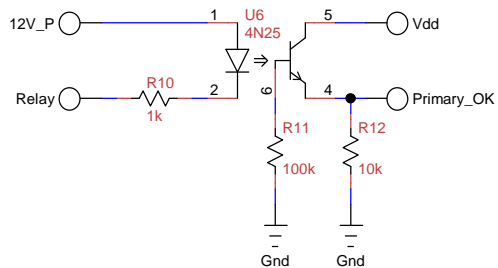 12V_P 1 U6 5 Vdd
4N25
R10
Relay 2 6 4 Primary_OK
1k R11 R12
100k 10k
Gnd Gnd